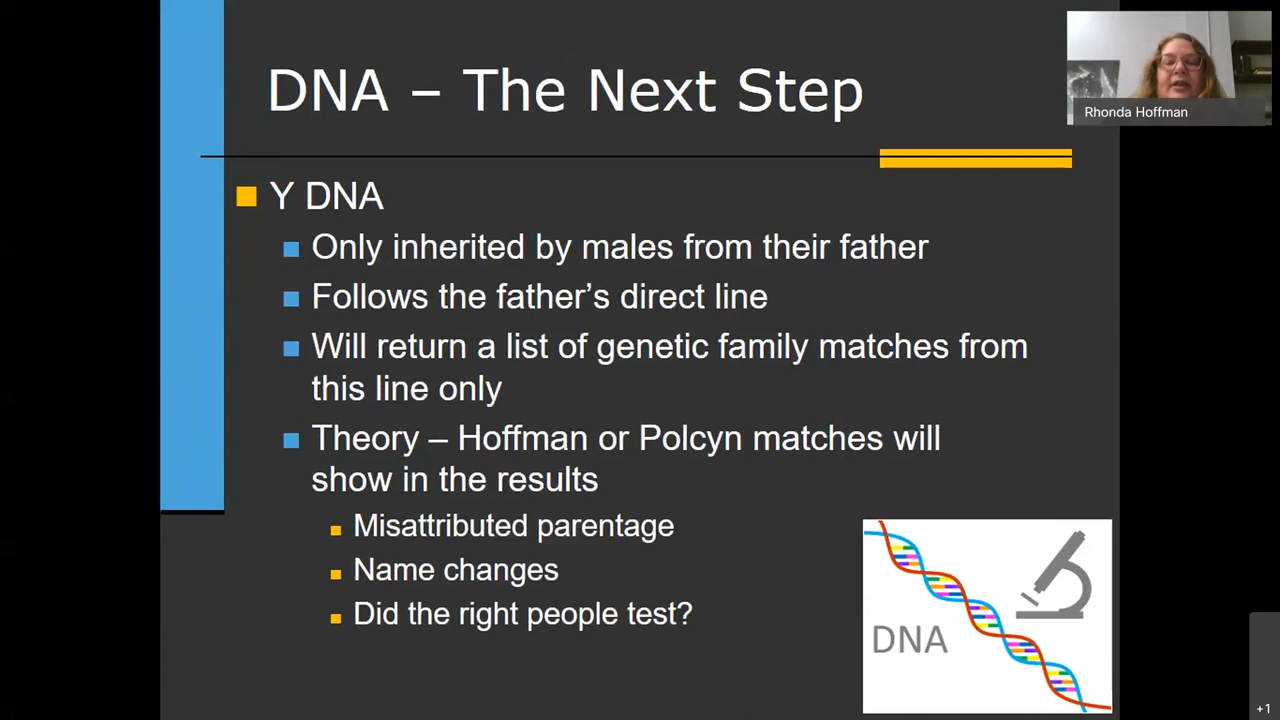 DNA – The Next Step
Rhonda Hoffman
Y DNA
Only inherited by males from their father
Follows the father’s direct line
Will return a list of genetic family matches from
this line only
Theory – Hoffman or Polcyn matches will
show in the results
Misattributed parentage
Name changes
Did the right people test?
DNA
+1